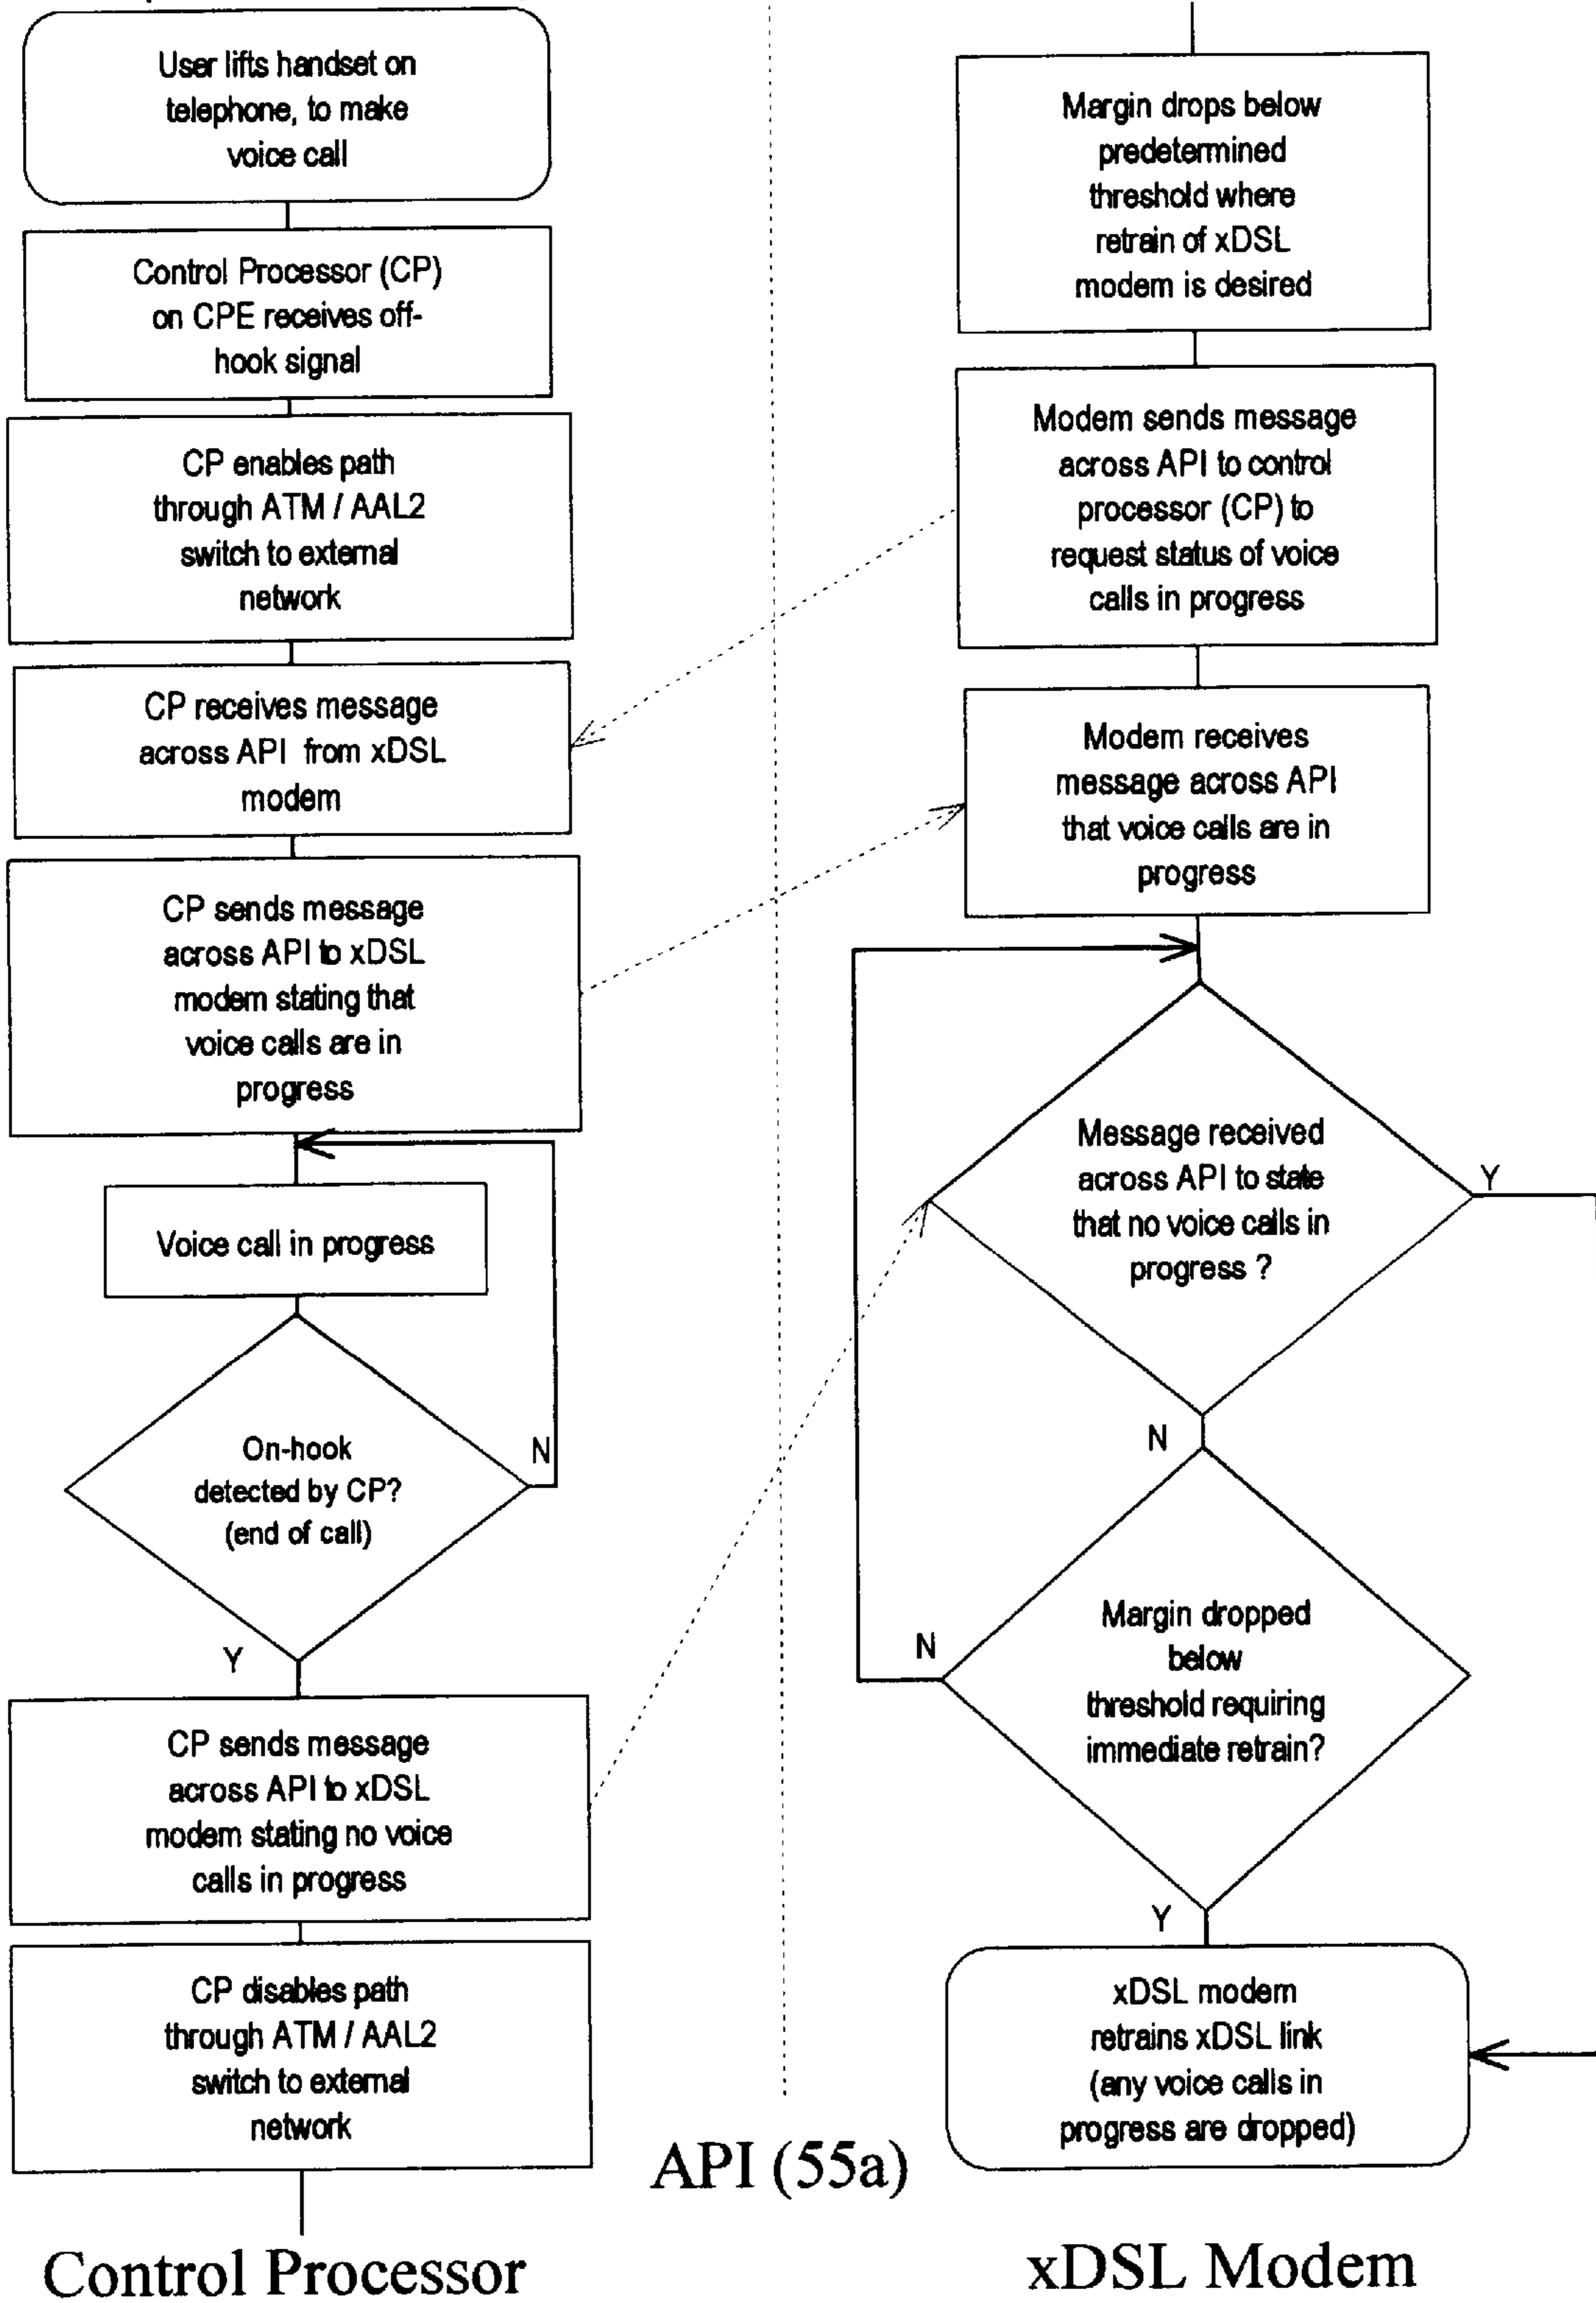 User lifts handset on
telephone, to make
voice call
Control Processor (CP)
on CPE receives off-
hook signal
CP enables path
through ATM / AAL2
switch to external
network
CP receives message
across API from xDSL
modem
CP sends message
across API to xDSL
modem stating that
voice calls are in
progress
Voice call in progress
On-hook
detected by CP?
(end of call)
N
Y
CP sends message
across API to xDSL
modem stating no voice
calls in progress
CP disables path
through ATM / AAL2
switch to external
network
Control Processor
API (55a)
Margin drops below
predetermined
threshold where
retrain of xDSL
modem is desired
Modem sends message
across API to control
processor (CP) to
request status of voice
calls in progress
Modem receives
message across API
that voice calls are in
progress
Message received
across API to state
that no voice calls in
progress ?
Y
N
Margin dropped
below
threshold requiring
immediate retrain?
N
Y
xDSL modem
retrains xDSL link
(any voice calls in
progress are dropped)
xDSL Modem